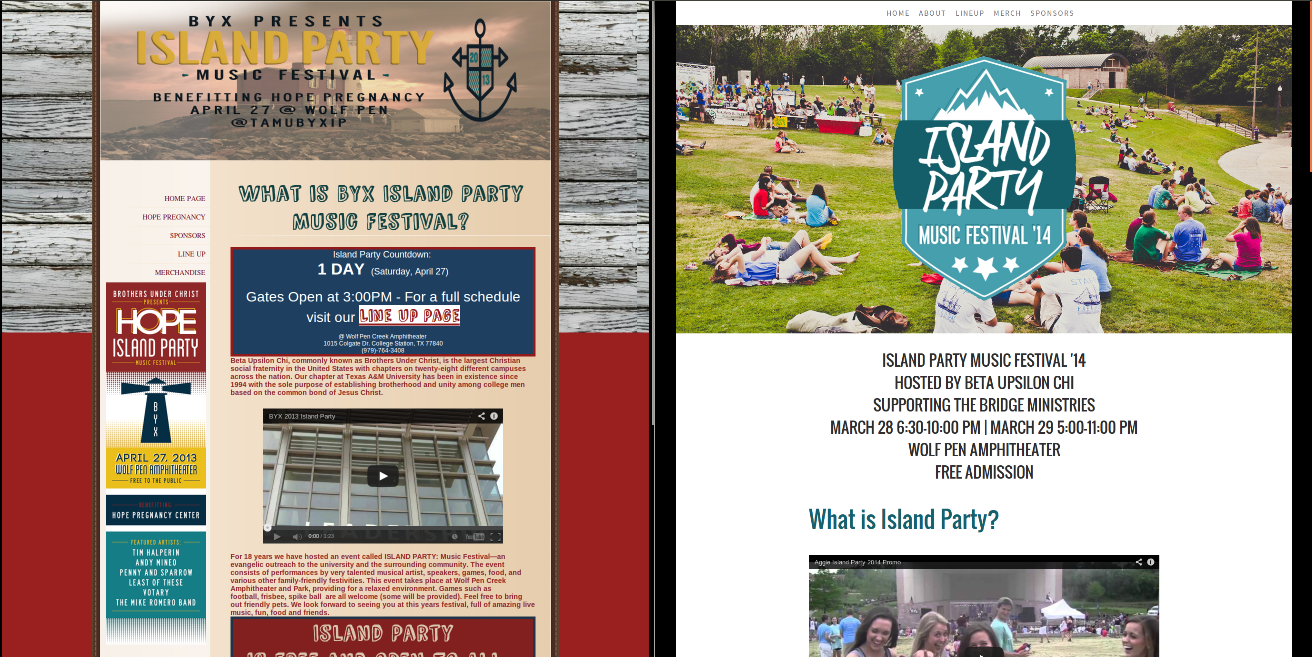 BYX PRESENTS
ISLAND PARTY
- MUSIC FESTIVAL -
BENEFITTING HOPE PREGNANCY
APRIL 27 @ WOLF PEN
@TAMUBYXIP
20
13
HOME PAGE
HOPE PREGNANCY
SPONSORS
LINE UP
MERCHANDISE
BROTHERS UNDER CHRIST
PRESENTS
HOPE
ISLAND PARTY
MUSIC FESTIVAL
B
Y
X
APRIL 27, 2013
WOLF PEN AMPHITHEATER
FREE TO THE PUBLIC
BENEFITTING
HOPE PREGNANCY CENTER
FEATURED ARTISTS:
TIM HALPERIN
ANDY MINEO
PENNY AND SPARROW
LEAST OF THESE
VOTARY
THE MIKE ROMERO BAND
WHAT IS BYX ISLAND PARTY
MUSIC FESTIVAL?
Island Party Countdown:
1 DAY (Saturday, April 27)
Gates Open at 3:00PM - For a full schedule
visit our LINE UP PAGE
@ Wolf Pen Creek Amphitheater
1015 Colgate Dr. College Station, TX 77840
(979)-764-3408
Beta Upsilon Chi, commonly known as Brothers Under Christ, is the largest Christian
social fraternity in the United States with chapters on twenty-eight different campuses
across the nation. Our chapter at Texas A&M University has been in existence since
1994 with the sole purpose of establishing brotherhood and unity among college men
based on the common bond of Jesus Christ.
BYX 2013 Island Party
LEADERS
0:00 / 1:23
YouTube
For 18 years we have hosted an event called ISLAND PARTY: Music Festival—an
evangelic outreach to the university and the surrounding community. The event
consists of performances by very talented musical artist, speakers, games, food, and
various other family-friendly festivities. This event takes place at Wolf Pen Creek
Amphitheater and Park, providing for a relaxed environment. Games such as
football, frisbee, spike ball are all welcome (some will be provided). Feel free to bring
out friendly pets. We look forward to seeing you at this years festival, full of amazing live
music, fun, food and friends.
ISLAND PARTY
IS FREE AND OPEN TO ALL
HOME ABOUT LINEUP MERCH SPONSORS
ISLAND
PARTY
MUSIC FESTIVAL '14
ISLAND PARTY MUSIC FESTIVAL '14
HOSTED BY BETA UPSILON CHI
SUPPORTING THE BRIDGE MINISTRIES
MARCH 28 6:30-10:00 PM | MARCH 29 5:00-11:00 PM
WOLF PEN AMPHITHEATER
FREE ADMISSION
What is Island Party?
Aggie Island Party 2014 Promo